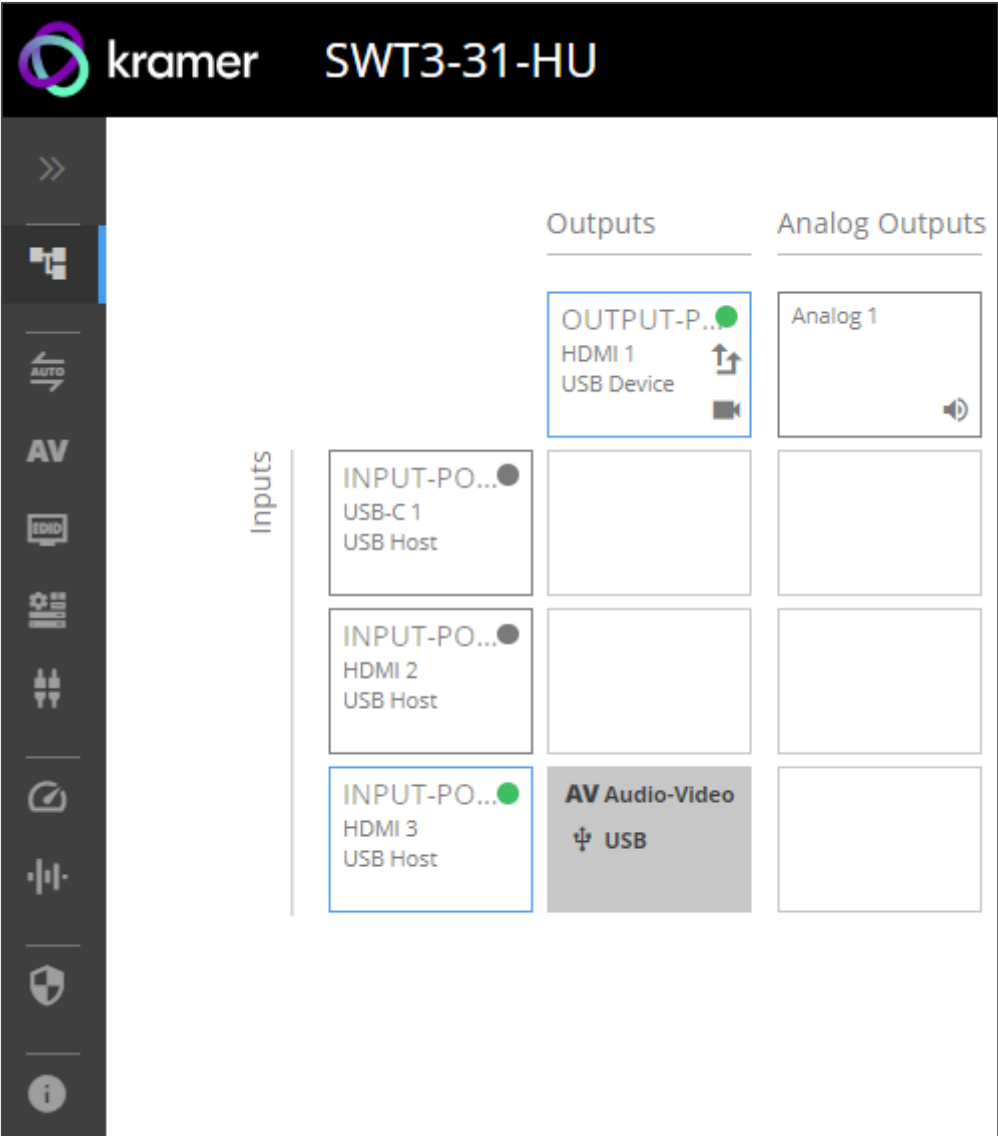 kramer SWT3-31-HU
Outputs Analog Outputs
OUTPUT-P...
HDMI 1
USB Device
Analog 1
AUTO
AV
EDID
Inputs
INPUT-PO...
USB-C 1
USB Host
INPUT-PO...
HDMI 2
USB Host
INPUT-PO...
HDMI 3
USB Host
AV Audio-Video
USB